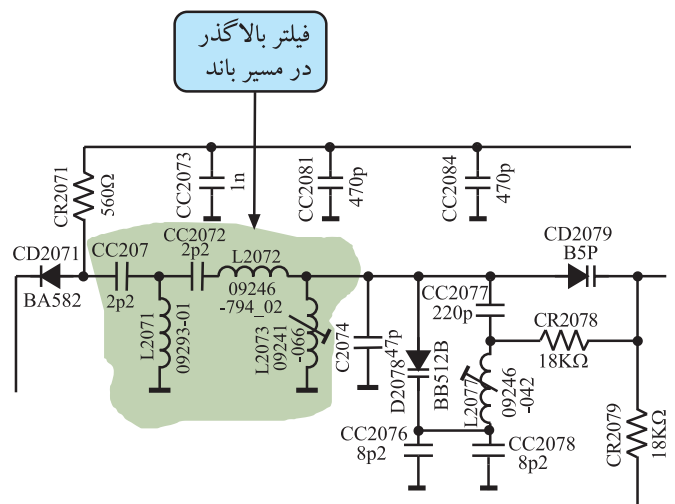 فیلتر بالاگذر
در مسیر باند
CR2071
560Ω
CC2073
1n
CC2081
470p
CC2084
470p
CD2071
BA582
CC207
2p2
CC2072
2p2
L2072
09246
-794_02
L2071
09293-01
L2073
09241
-066
C2074
47p
D2078
BB512B
CC2077
220p
L2077
09246
-042
CD2079
B5P
CR2078
18KΩ
CR2079
18KΩ
CC2076
8p2
CC2078
8p2